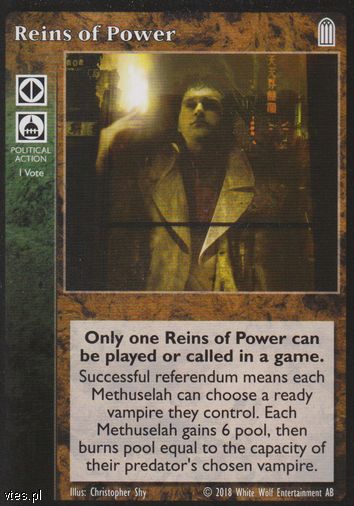 Reins of Power
POLITICAL
ACTION
1 Vote
Only one Reins of Power can
be played or called in a game.
Successful referendum means each
Methuselah can choose a ready
vampire they control. Each
Methuselah gains 6 pool, then
burns pool equal to the capacity of
their predator's chosen vampire.
vtes.pl
Illus: Christopher Shy
© 2018 White Wolf Entertainment AB